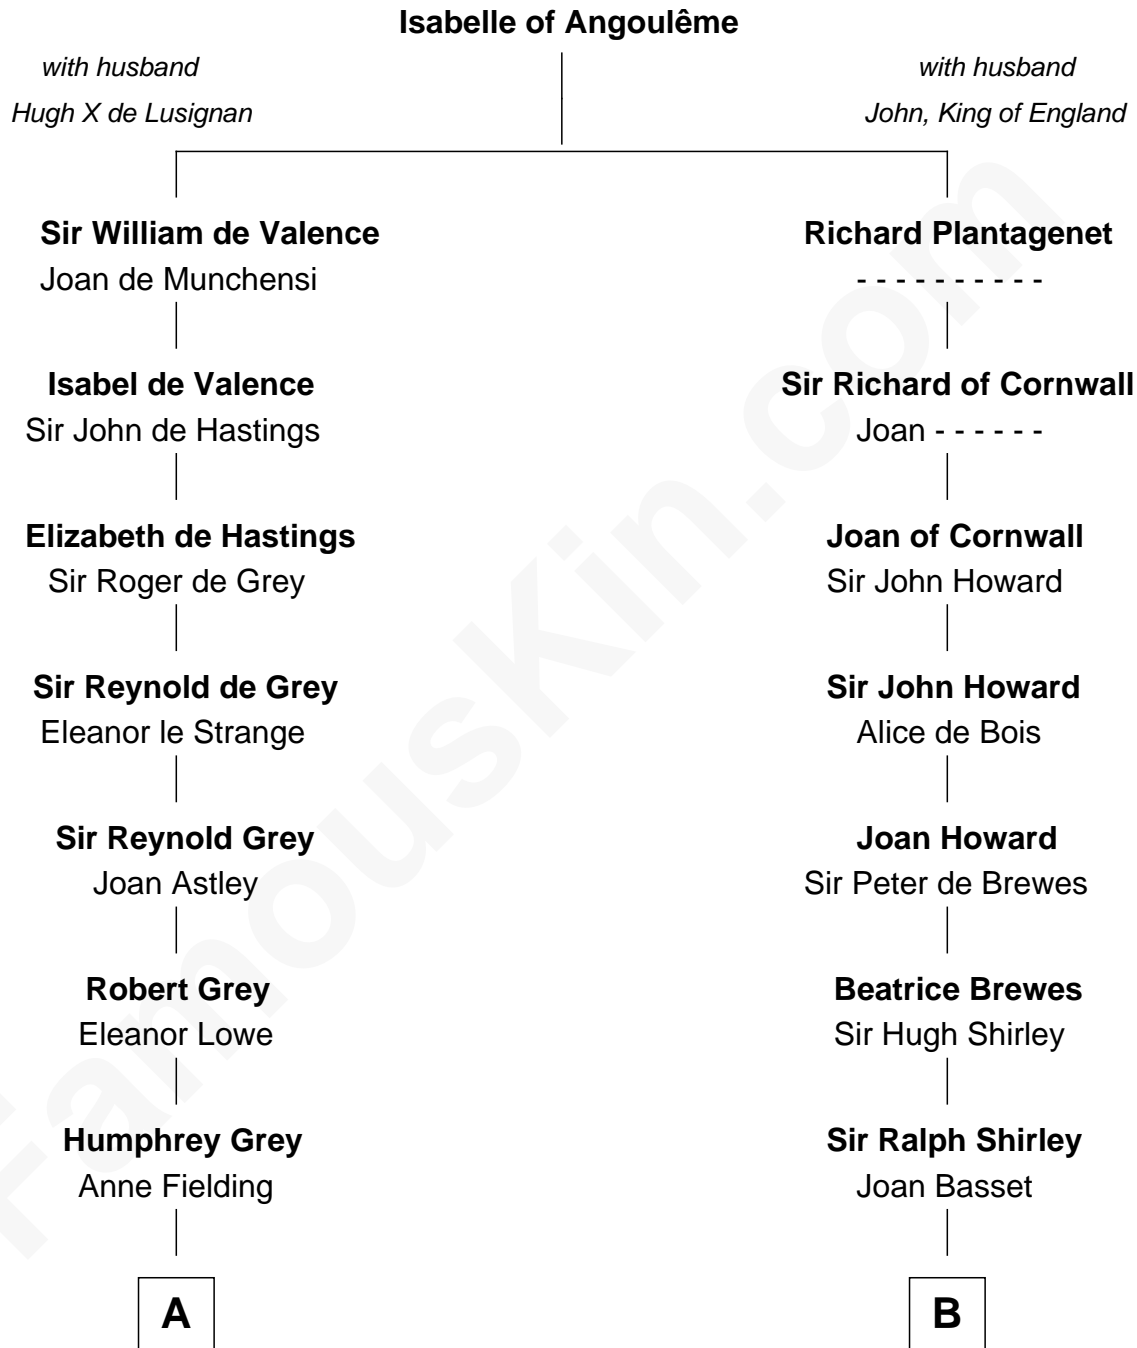 Isabelle of Angoulême
with husband
Hugh X de Lusignan
with husband
John, King of England
Sir William de Valence
Joan de Munchensi
Richard Plantagenet
- - - - - - - - - -
Isabel de Valence
Sir John de Hastings
Sir Richard of Cornwall
Joan - - - - - -
Elizabeth de Hastings
Sir Roger de Grey
Joan of Cornwall
Sir John Howard
Sir Reynold de Grey
Eleanor le Strange
Sir John Howard
Alice de Bois
Sir Reynold Grey
Joan Astley
Joan Howard
Sir Peter de Brewes
Robert Grey
Eleanor Lowe
Beatrice Brewes
Sir Hugh Shirley
Humphrey Grey
Anne Fielding
Sir Ralph Shirley
Joan Basset
A
B
FamousKin.com